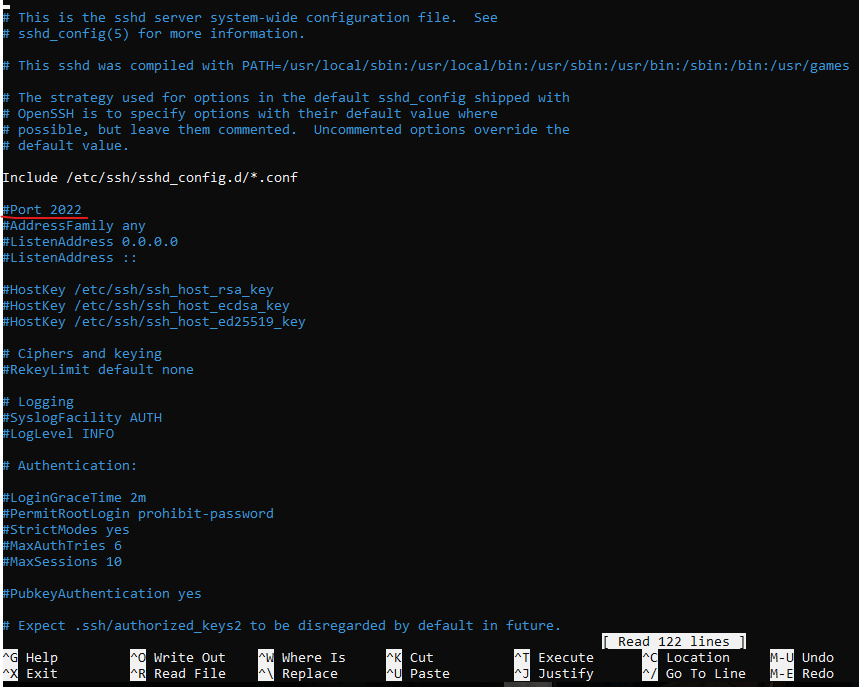 # This is the sshd server system-wide configuration file.  See
# sshd_config(5) for more information.
# This sshd was compiled with PATH=/usr/local/sbin:/usr/local/bin:/usr/sbin:/usr/bin:/sbin:/bin:/usr/games
# The strategy used for options in the default sshd_config shipped with
# OpenSSH is to specify options with their default value where
# possible, but leave them commented.  Uncommented options override the
# default value.
Include /etc/ssh/sshd_config.d/*.conf
#Port 2022
#AddressFamily any
#ListenAddress 0.0.0.0
#ListenAddress ::
#HostKey /etc/ssh/ssh_host_rsa_key
#HostKey /etc/ssh/ssh_host_ecdsa_key
#HostKey /etc/ssh/ssh_host_ed25519_key
# Ciphers and keying
#RekeyLimit default none
# Logging
#SyslogFacility AUTH
#LogLevel INFO
# Authentication:
#LoginGraceTime 2m
#PermitRootLogin prohibit-password
#StrictModes yes
#MaxAuthTries 6
#MaxSessions 10
#PubkeyAuthentication yes
# Expect .ssh/authorized_keys2 to be disregarded by default in future.
[ Read 122 lines ]
^G Help ^O Write Out ^W Where Is ^K Cut ^T Execute ^C Location M-U Undo
^X Exit ^R Read File ^\ Replace ^U Paste ^J Justify ^/ Go To Line M-E Redo